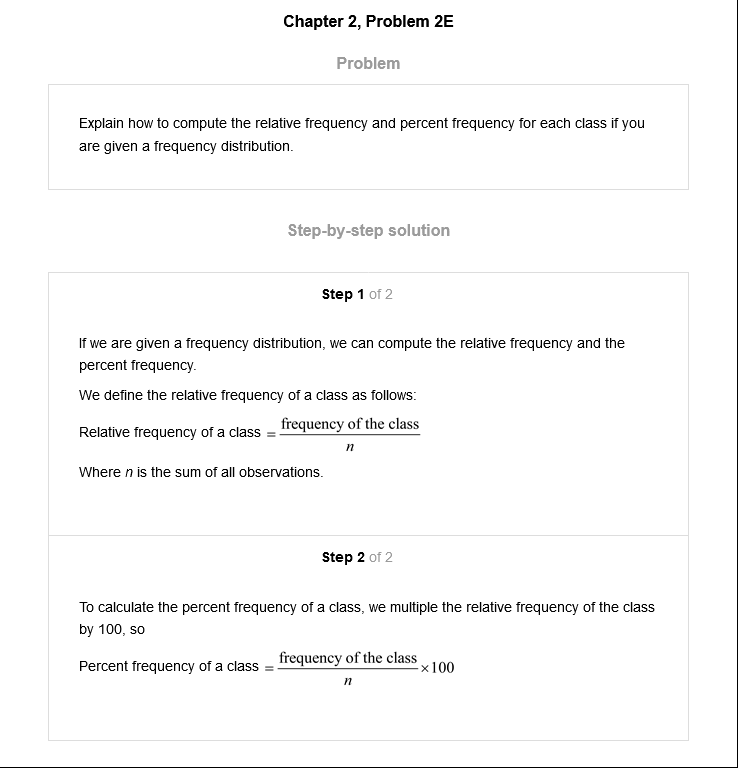 Chapter 2, Problem 2E
Problem
Explain how to compute the relative frequency and percent frequency for each class if you
are given a frequency distribution.
Step-by-step solution
Step 1 of 2
If we are given a frequency distribution, we can compute the relative frequency and the
percent frequency.
We define the relative frequency of a class as follows:
Relative frequency of a class = frequency of the class / n
Where n is the sum of all observations.
Step 2 of 2
To calculate the percent frequency of a class, we multiple the relative frequency of the class
by 100, so
Percent frequency of a class = frequency of the class / n ×100